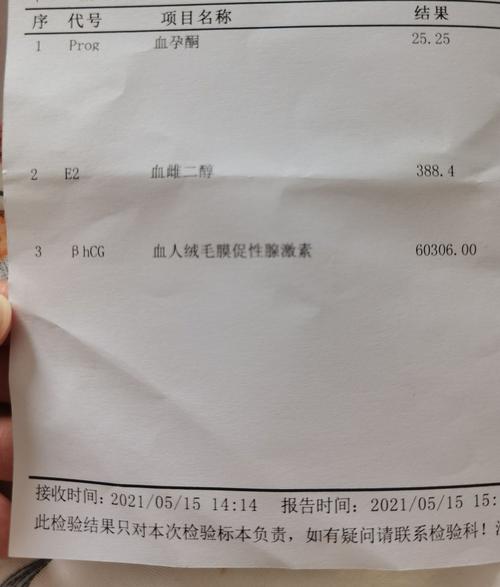 序 代号 项目名称 结果
1 Prog 血孕酮 25.25
2 E2 血雌二醇 388.4
3 βhCG 血人绒毛膜促性腺激素 60306.00
接收时间:2021/05/15 14:14 报告时间: 2021/05/15 15:
此检验结果只对本次检验标本负责，如有疑问请联系检验科！